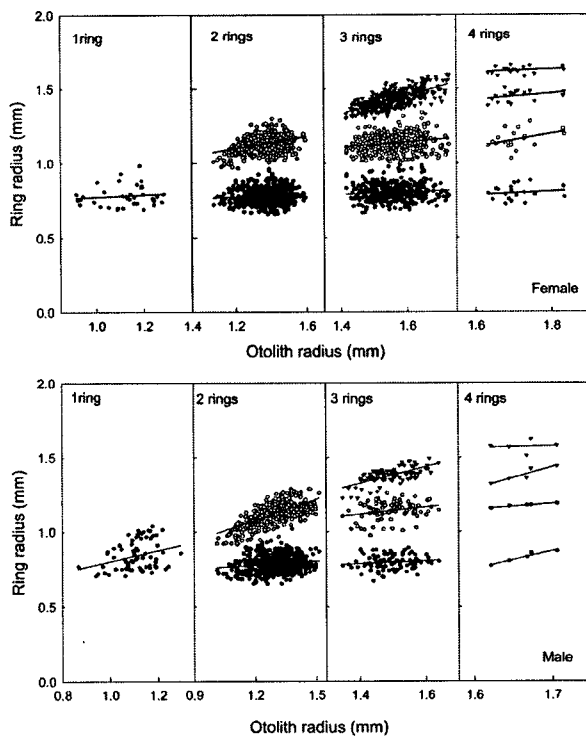 2.0
1ring 2 rings 3 rings 4 rings
1.5
Ring radius (mm)
1.0
0.5
Female
0.0
1.0 1.2 1.4 1.2 1.6 1.4 1.6 1.6 1.8
Otolith radius (mm)
2.0
1ring 2 rings 3 rings 4 rings
1.5
Ring radius (mm)
1.0
0.5
Male
0.0
0.8 1.0 1.2 0.9 1.2 1.5 1.4 1.6 1.6 1.7
Otolith radius (mm)